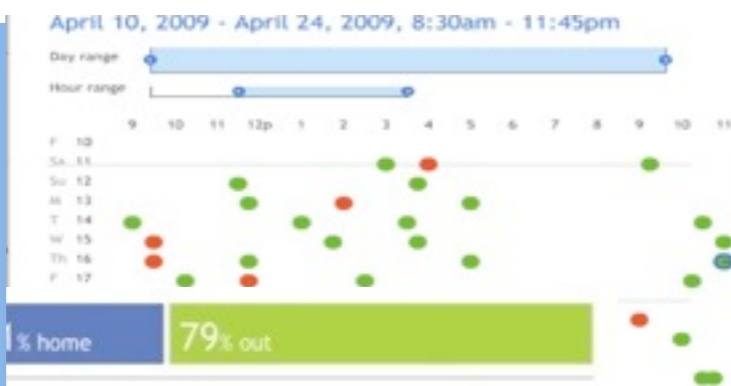 April 10, 2009 - April 24, 2009, 8:30am - 11:45pm
Day range
Hour range
9 10 11 12p 1 2 3 4 5 6 7 8 9 10 11
F 10
Sa 11
Su 12
M 13
T 14
W 15
Th 16
F 17
1% home 79% out